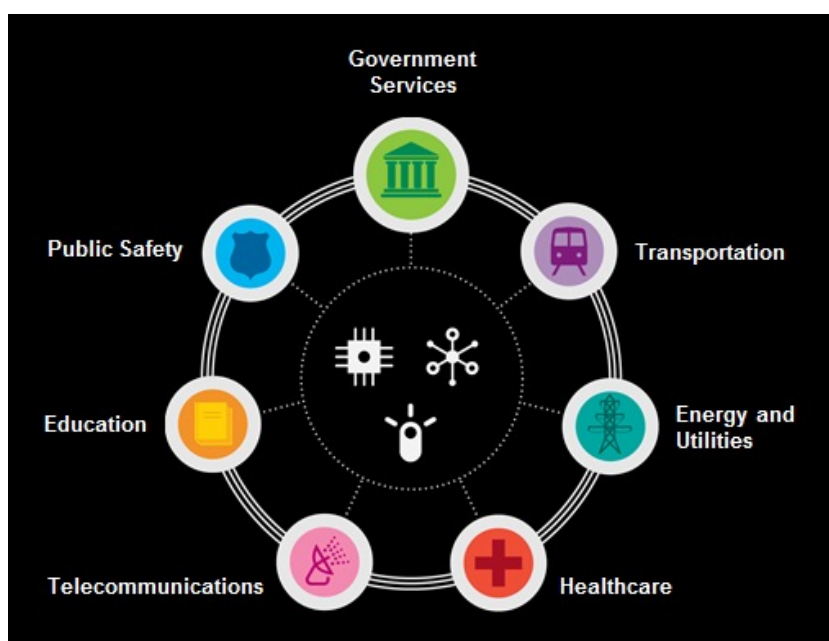 Government
Services
Public Safety
Transportation
Education
Energy and
Utilities
Telecommunications
Healthcare